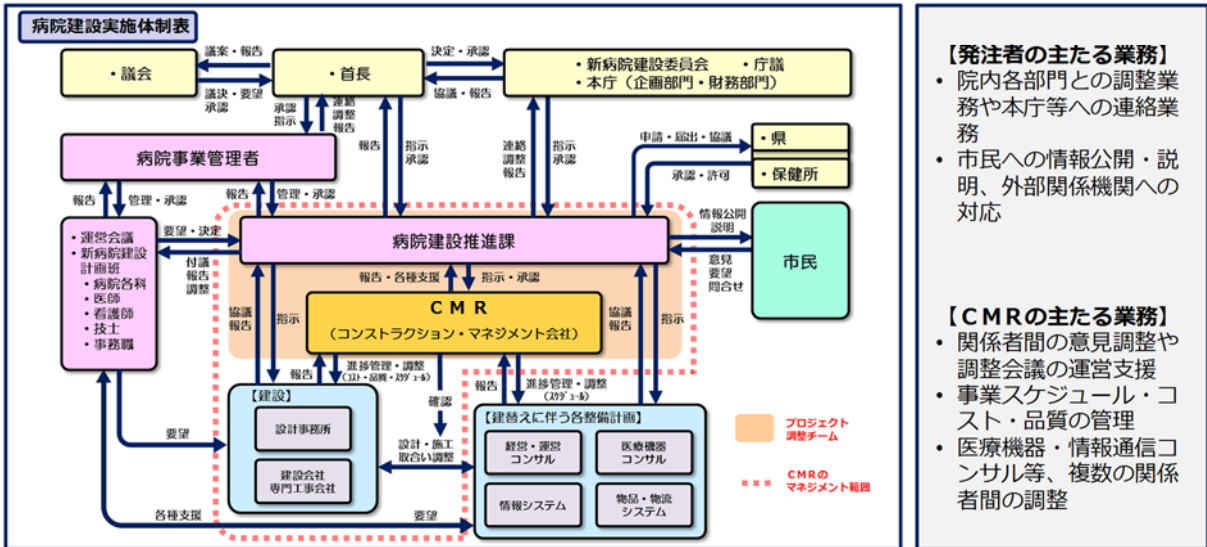 病院建設実施体制表
・議会
議案・報告
議決・要望
承認
・首長
決定・承認
協議・報告
・新病院建設委員会　・庁議
・本庁（企画部門・財務部門）
承認
指示
連絡
調整
報告
報告
指示
承認
連絡
調整
報告
指示
承認
申請・届出・協議
承認・許可
・県
・保健所
病院事業管理者
報告
管理・承認
報告
管理・承認
・運営会議
・新病院建設
計画班
・病院各科
・医師
・看護師
・技士
・事務職
要望・決定
付議
報告
調整
病院建設推進課
情報公開
説明
意見
要望
問合せ
市民
報告・各種支援
指示・承認
ＣＭＲ
（コンストラクション・マネジメント会社）
協議
報告
指示
協議
報告
指示
報告
進捗管理・調整
（コスト・品質・スケジュール）
確認
報告
進捗管理・調整
（スケジュール）
【建設】
設計事務所
建設会社
専門工事会社
設計・施工
取合い調整
【建替えに伴う各整備計画】
経営・運営
コンサル
医療機器
コンサル
情報システム
物品・物流
システム
要望
各種支援
要望
プロジェクト
調整チーム
ＣＭＲの
マネジメント範囲
【発注者の主たる業務】
• 院内各部門との調整業
務や本庁等への連絡業
務
• 市民への情報公開・説
明、外部関係機関への
対応
【ＣＭＲの主たる業務】
• 関係者間の意見調整や
調整会議の運営支援
• 事業スケジュール・コ
スト・品質の管理
• 医療機器・情報通信コ
ンサル等、複数の関係
者間の調整